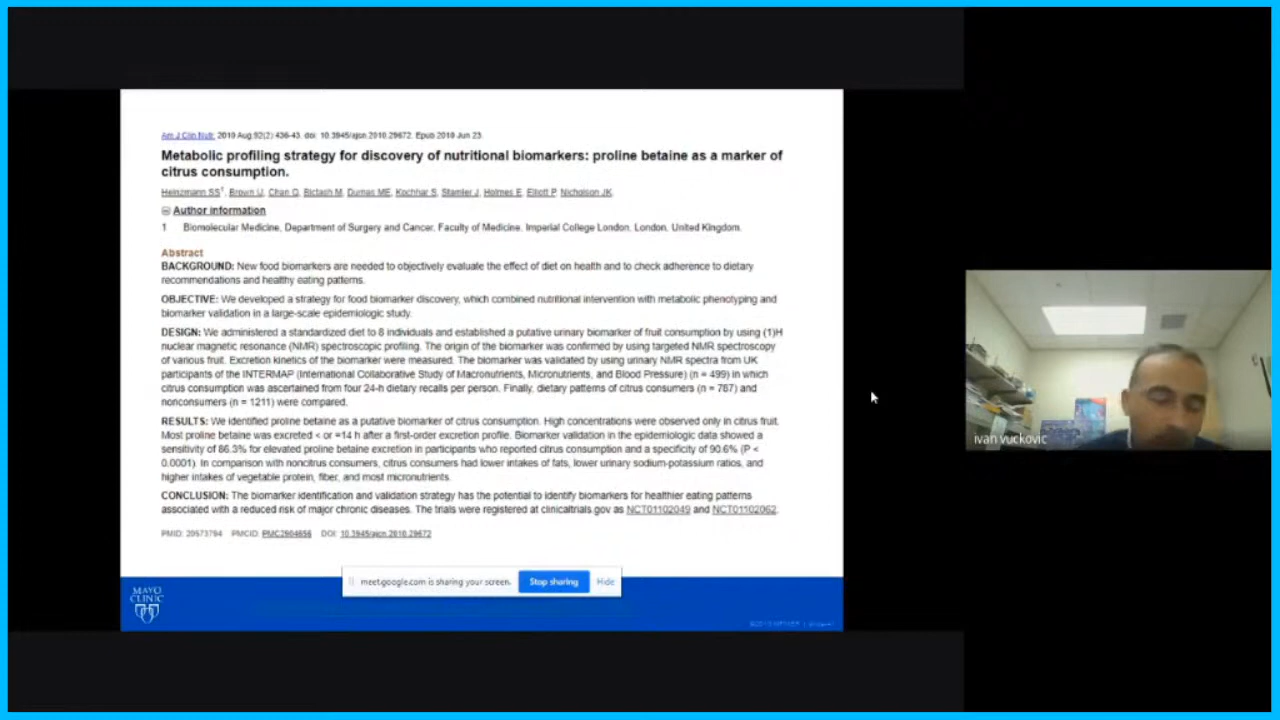 Am J Clin Nutr. 2010 Aug;92(2):436-43. doi: 10.3945/ajcn.2010.29672. Epub 2010 Jun 23.
Metabolic profiling strategy for discovery of nutritional biomarkers: proline betaine as a marker of
citrus consumption.
Heinzmann SS1, Brown IJ, Chan Q, Bictash M, Dumas ME, Kochhar S, Stamler J, Holmes E, Elliott P, Nicholson JK.
Author information
1 Biomolecular Medicine, Department of Surgery and Cancer, Faculty of Medicine, Imperial College London, London, United Kingdom.
Abstract
BACKGROUND: New food biomarkers are needed to objectively evaluate the effect of diet on health and to check adherence to dietary
recommendations and healthy eating patterns.
OBJECTIVE: We developed a strategy for food biomarker discovery, which combined nutritional intervention with metabolic phenotyping and
biomarker validation in a large-scale epidemiologic study.
DESIGN: We administered a standardized diet to 8 individuals and established a putative urinary biomarker of fruit consumption by using (1)H
nuclear magnetic resonance (NMR) spectroscopic profiling. The origin of the biomarker was confirmed by using targeted NMR spectroscopy
of various fruit. Excretion kinetics of the biomarker were measured. The biomarker was validated by using urinary NMR spectra from UK
participants of the INTERMAP (International Collaborative Study of Macronutrients, Micronutrients, and Blood Pressure) (n = 499) in which
citrus consumption was ascertained from four 24-h dietary recalls per person. Finally, dietary patterns of citrus consumers (n = 787) and
nonconsumers (n = 1211) were compared.
RESULTS: We identified proline betaine as a putative biomarker of citrus consumption. High concentrations were observed only in citrus fruit.
Most proline betaine was excreted < or =14 h after a first-order excretion profile. Biomarker validation in the epidemiologic data showed a
sensitivity of 86.3% for elevated proline betaine excretion in participants who reported citrus consumption and a specificity of 90.6% (P <
0.0001). In comparison with noncitrus consumers, citrus consumers had lower intakes of fats, lower urinary sodium-potassium ratios, and
higher intakes of vegetable protein, fiber, and most micronutrients.
CONCLUSION: The biomarker identification and validation strategy has the potential to identify biomarkers for healthier eating patterns
associated with a reduced risk of major chronic diseases. The trials were registered at clinicaltrials.gov as NCT01102049 and NCT01102062.
PMID: 20573794 PMCID: PMC2904656 DOI: 10.3945/ajcn.2010.29672
meet.google.com is sharing your screen. Stop sharing Hide
MAYO
CLINIC
ivan vuckovic